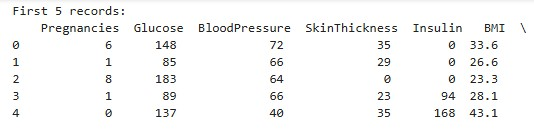 First 5 records:
Pregnancies Glucose BloodPressure SkinThickness Insulin BMI \
0 6 148 72 35 0 33.6
1 1 85 66 29 0 26.6
2 8 183 64 0 0 23.3
3 1 89 66 23 94 28.1
4 0 137 40 35 168 43.1